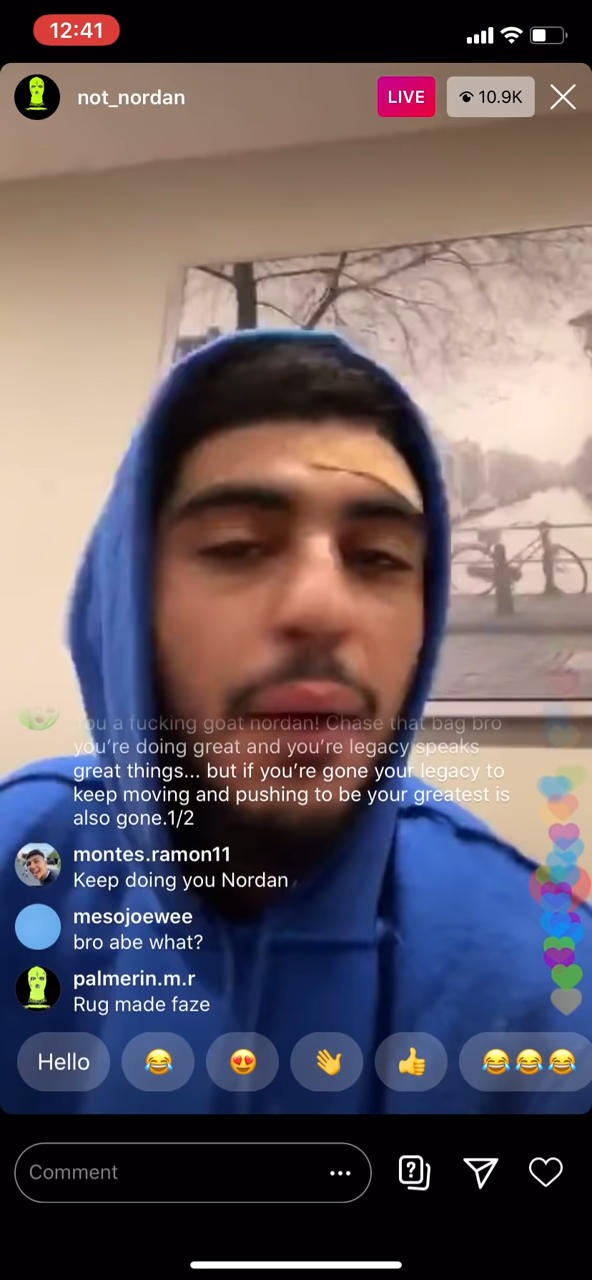 12:41
not_nordan
LIVE
10.9K
You a fucking goat nordan! Chase that bag bro
you’re doing great and you’re legacy speaks
great things... but if you’re gone your legacy to
keep moving and pushing to be your greatest is
also gone.1/2
montes.ramon11
Keep doing you Nordan
mesojoewee
bro abe what?
palmerin.m.r
Rug made faze
Hello
Comment